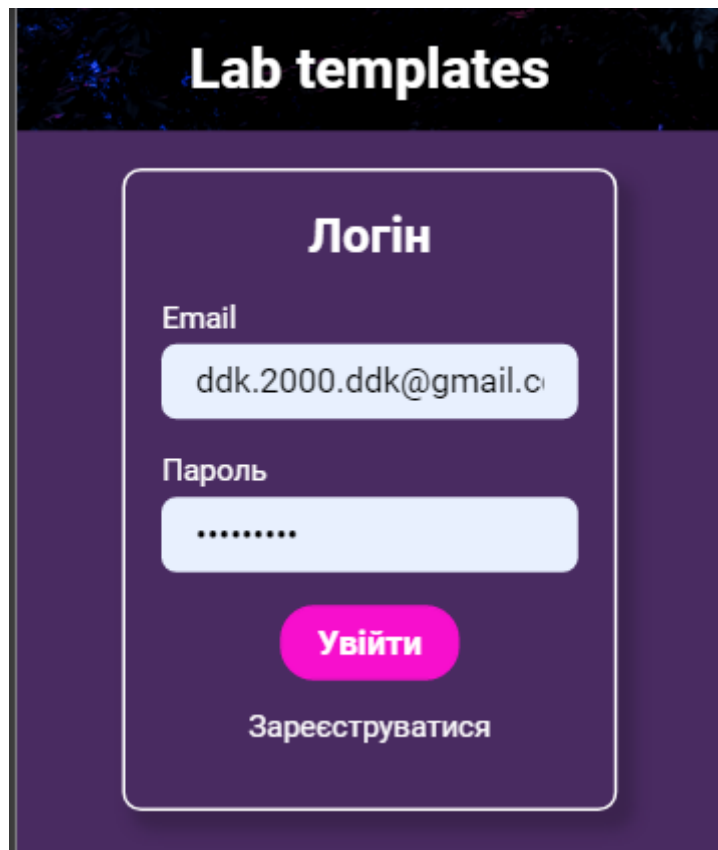 Lab templates
Логін
Email
ddk.2000.ddk@gmail.c
Пароль
•••••••••
Увійти
Зареєструватися